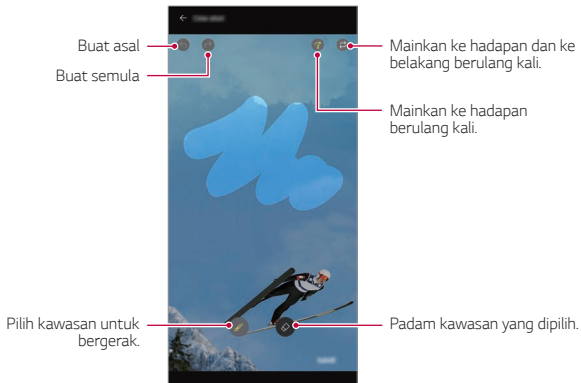 Buat asal
Buat semula
Mainkan ke hadapan dan ke
belakang berulang kali.
Mainkan ke hadapan
berulang kali.
Pilih kawasan untuk
bergerak.
Padam kawasan yang dipilih.